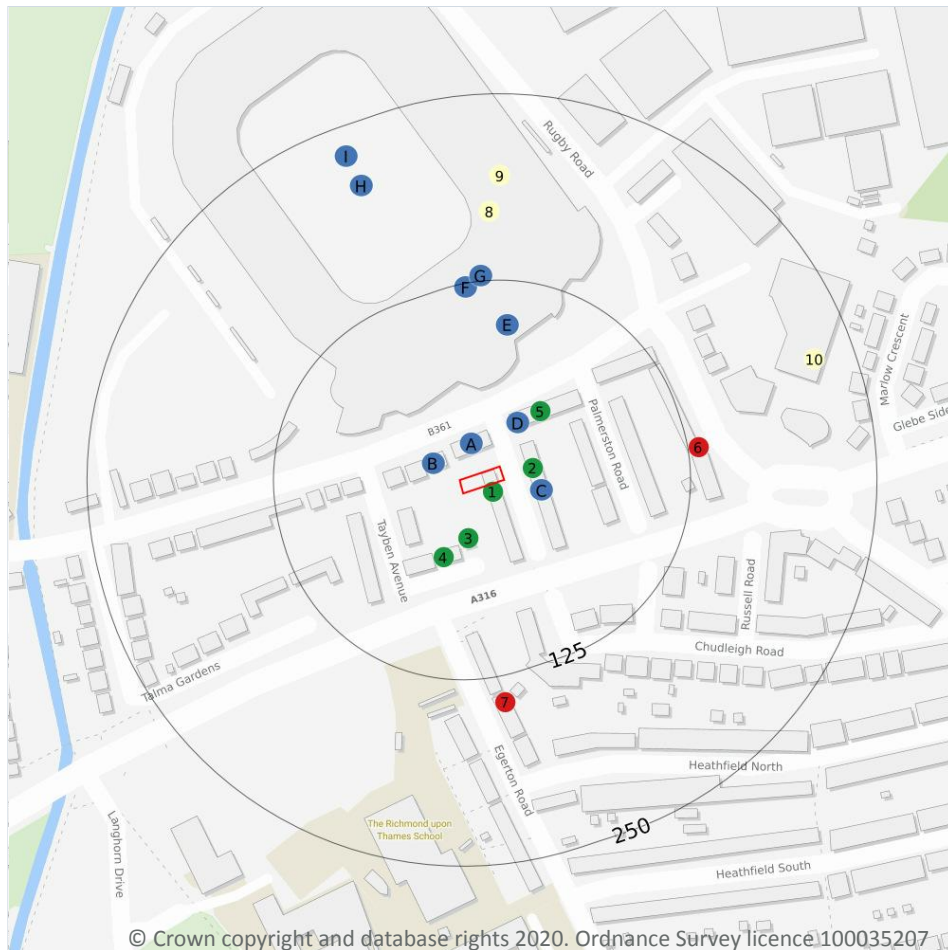 Rugby Road
I
H
9
8
G
F
E
10
Marlow Crescent
Glebe Side
B361
A
B
D
5
Palmerston Road
6
2
C
1
3
4
Tayben Avenue
A316
Russell Road
125
Chudleigh Road
Talma Gardens
7
Egerton Road
Heathfield North
250
The Richmond upon
Thames School
Langhorn Drive
Heathfield South
© Crown copyright and database rights 2020. Ordnance Survey licence 100035207